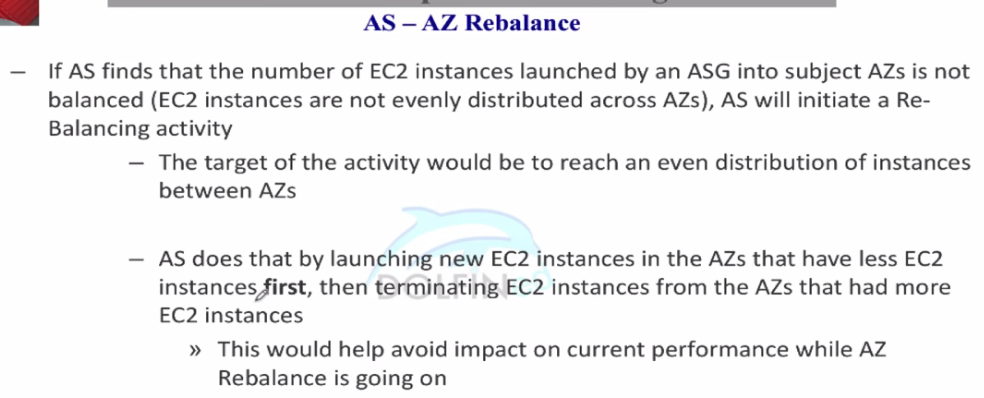 AS – AZ Rebalance
– If AS finds that the number of EC2 instances launched by an ASG into subject AZs is not
balanced (EC2 instances are not evenly distributed across AZs), AS will initiate a Re-
Balancing activity
– The target of the activity would be to reach an even distribution of instances
between AZs
– AS does that by launching new EC2 instances in the AZs that have less EC2
instances first, then terminating EC2 instances from the AZs that had more
EC2 instances
» This would help avoid impact on current performance while AZ
Rebalance is going on
DOLFIN